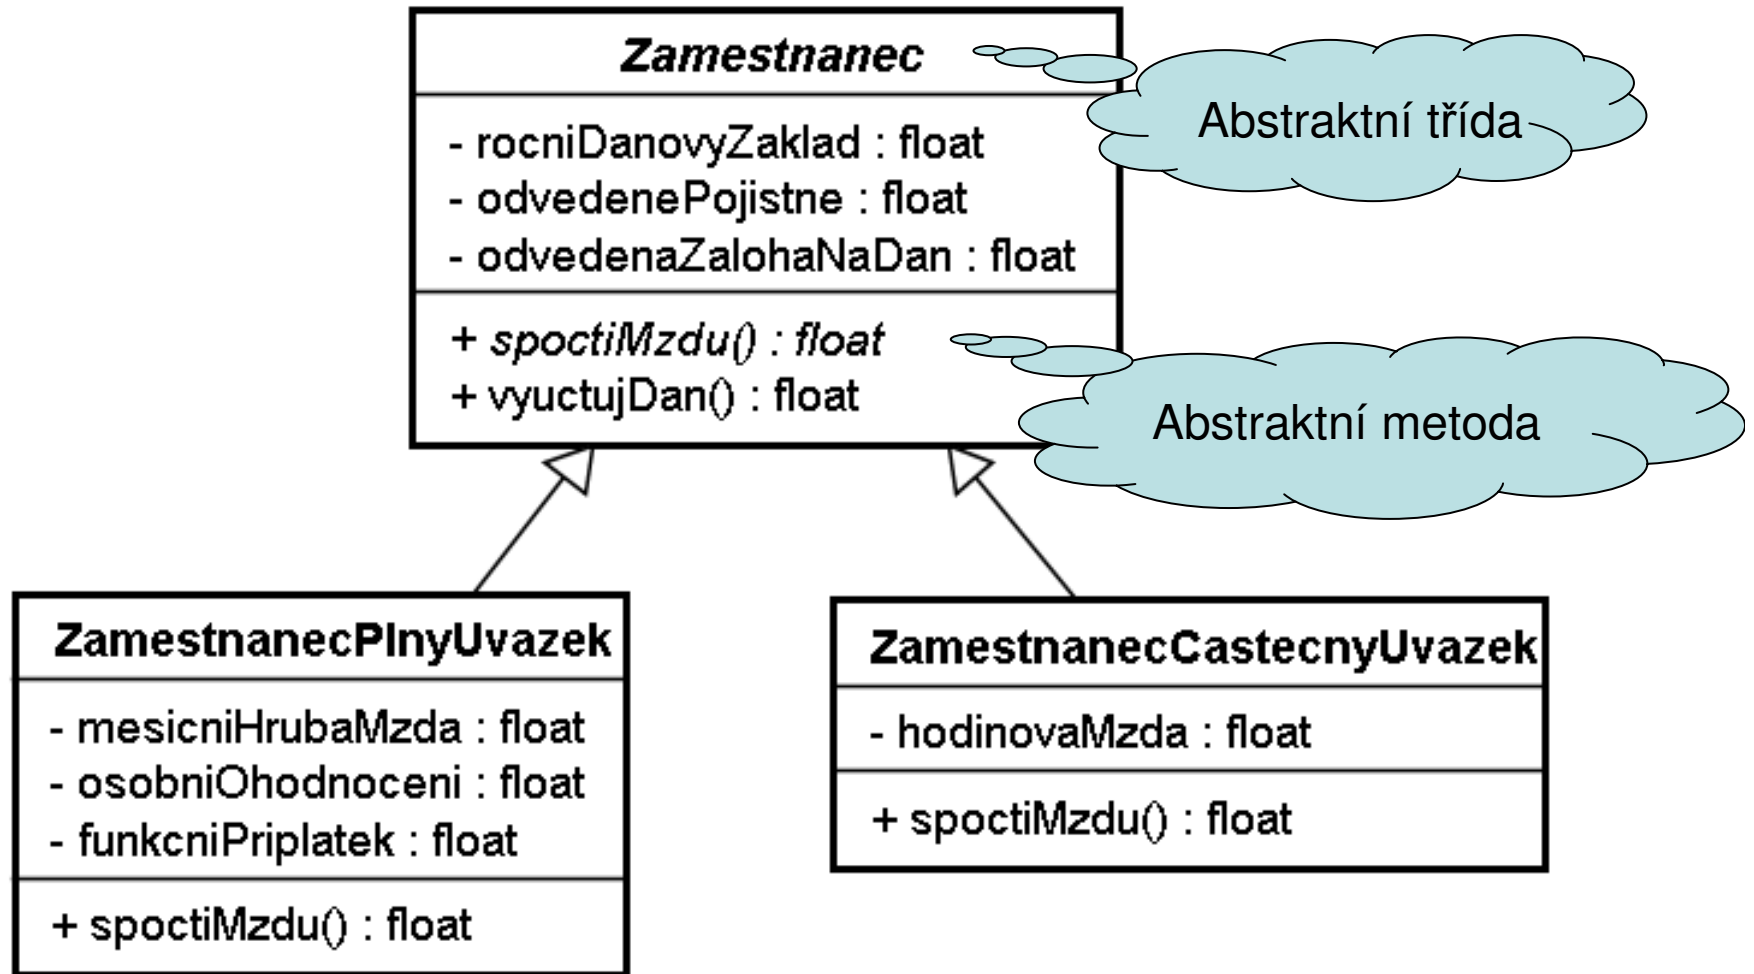 Zamestnanec
Abstraktní třída
- rocniDanovyZaklad : float
- odvedenePojistne : float
- odvedenaZalohaNaDan : float
+ spoctiMzdu() : float
+ vyuctujDan() : float
Abstraktní metoda
ZamestnanecPlnyUvazek
- mesicniHrubaMzda : float
- osobniOhodnoceni : float
- funkcniPriplatek : float
+ spoctiMzdu() : float
ZamestnanecCastecnyUvazek
- hodinovaMzda : float
+ spoctiMzdu() : float